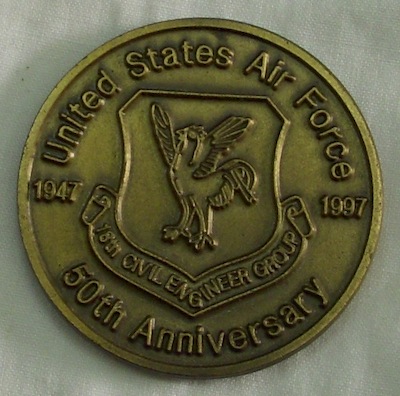 United States Air Force
1947
1997
18th CIVIL ENGINEER GROUP
50th Anniversary